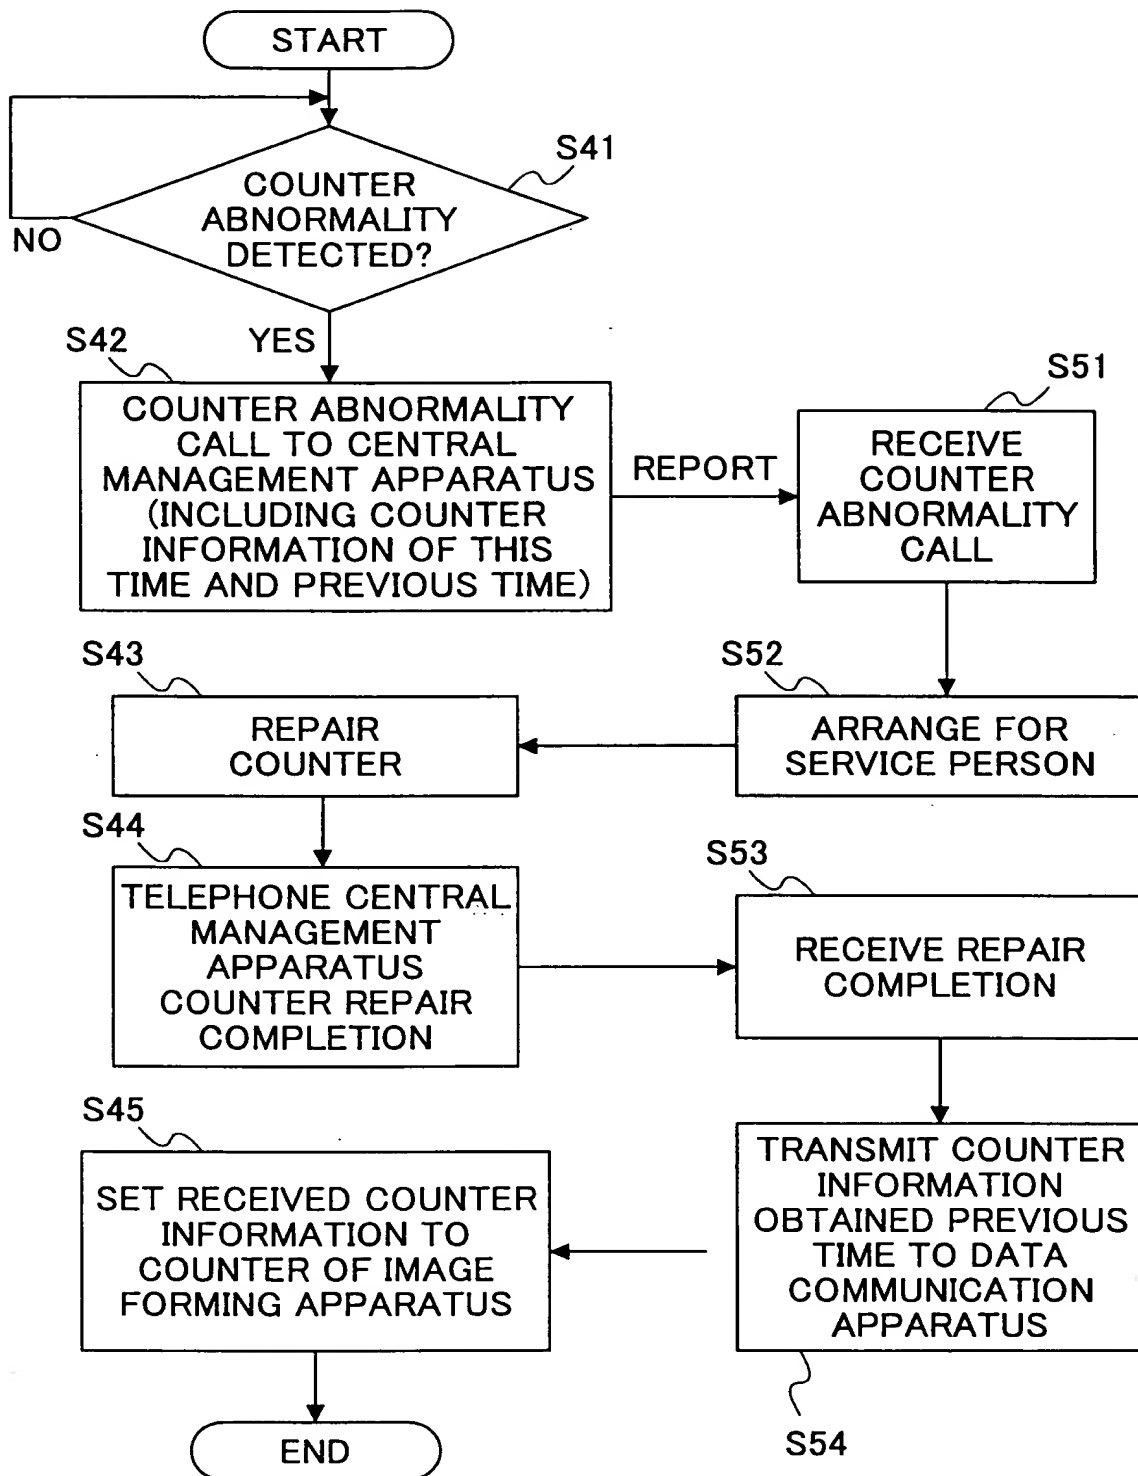 START
S41
COUNTER
ABNORMALITY
DETECTED?
NO
YES
S42
COUNTER ABNORMALITY
CALL TO CENTRAL
MANAGEMENT APPARATUS
(INCLUDING COUNTER
INFORMATION OF THIS
TIME AND PREVIOUS TIME)
REPORT
S51
RECEIVE
COUNTER
ABNORMALITY
CALL
S52
ARRANGE FOR
SERVICE PERSON
S43
REPAIR
COUNTER
S44
TELEPHONE CENTRAL
MANAGEMENT
APPARATUS
COUNTER REPAIR
COMPLETION
S53
RECEIVE REPAIR
COMPLETION
TRANSMIT COUNTER
INFORMATION
OBTAINED PREVIOUS
TIME TO DATA
COMMUNICATION
APPARATUS
S54
S45
SET RECEIVED COUNTER
INFORMATION TO
COUNTER OF IMAGE
FORMING APPARATUS
END